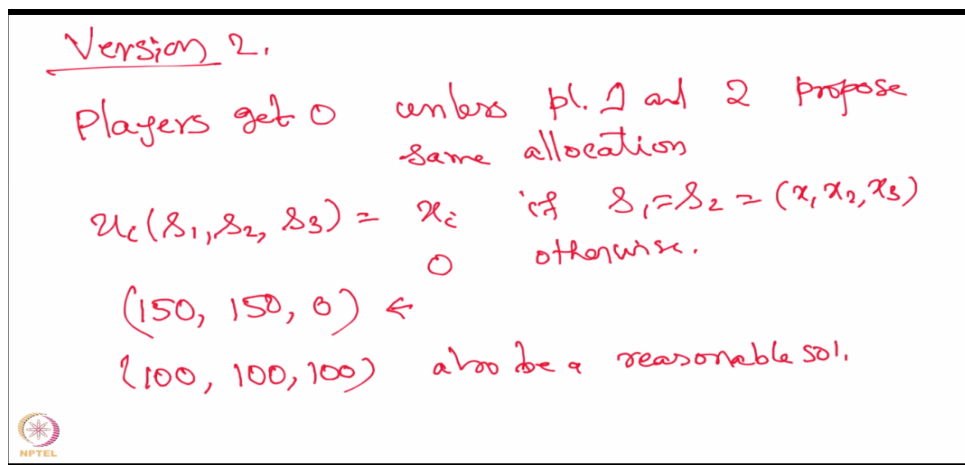 Version 2.
Players get 0 unless pl. 1 and 2 propose
same allocation
u_i(S_1, S_2, S_3) = x_i if S_1 = S_2 = (x_1 x_2, x_3)
0 otherwise.
(150, 150, 0) ←
(100, 100, 100) also be a reasonable sol.
NPTEL